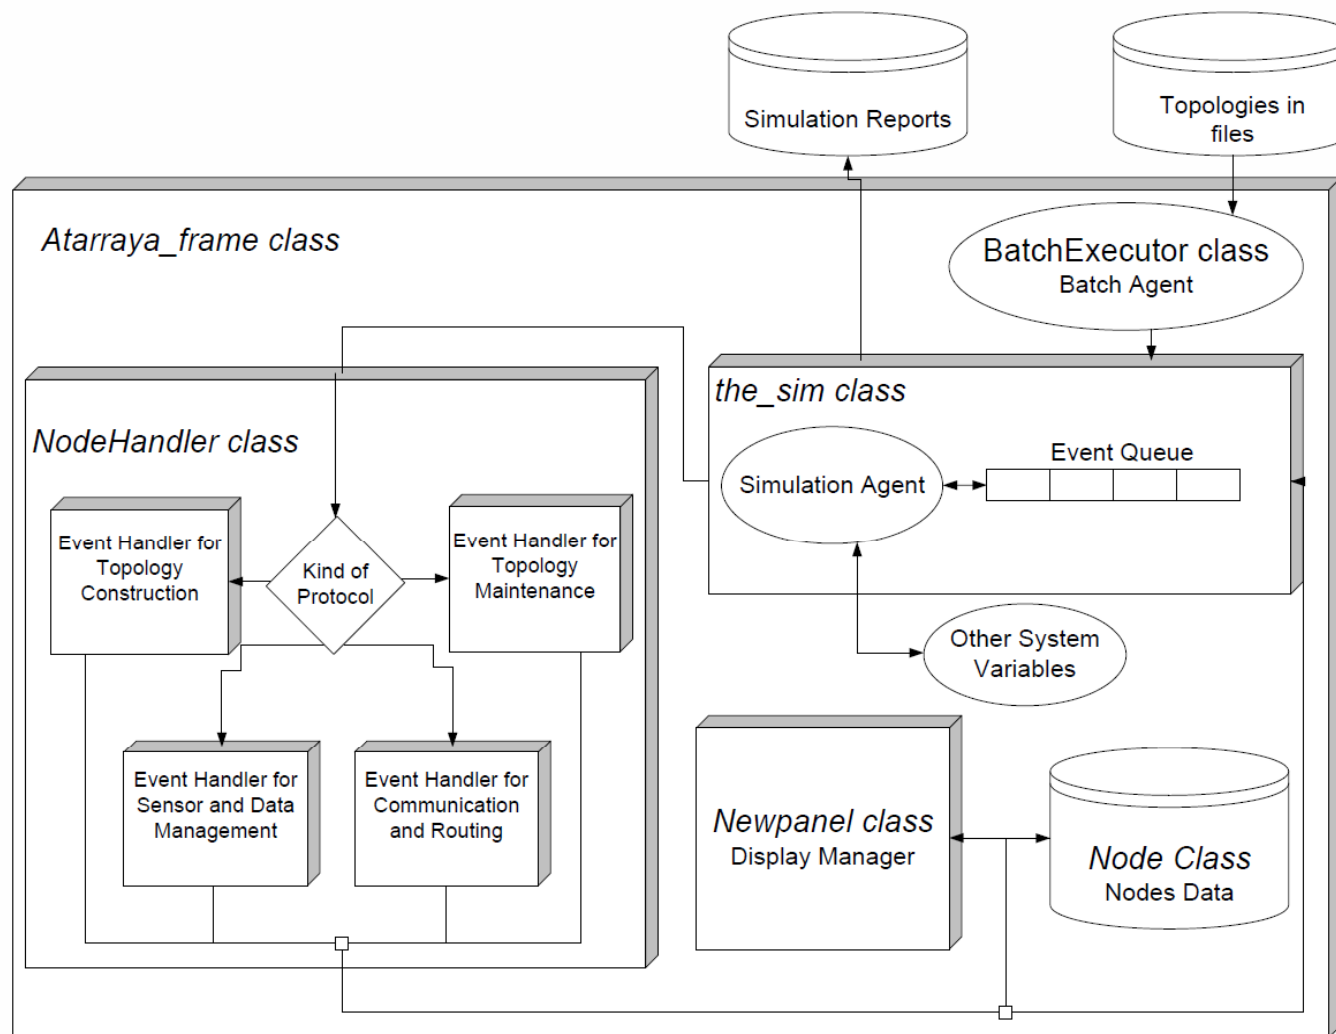 Simulation Reports
Topologies in
files
Atarraya_frame class
BatchExecutor class
Batch Agent
the_sim class
NodeHandler class
Event Queue
Simulation Agent
Event Handler for
Topology
Construction
Kind of
Protocol
Event Handler for
Topology
Maintenance
Other System
Variables
Event Handler for
Sensor and Data
Management
Event Handler for
Communication
and Routing
Newpanel class
Display Manager
Node Class
Nodes Data